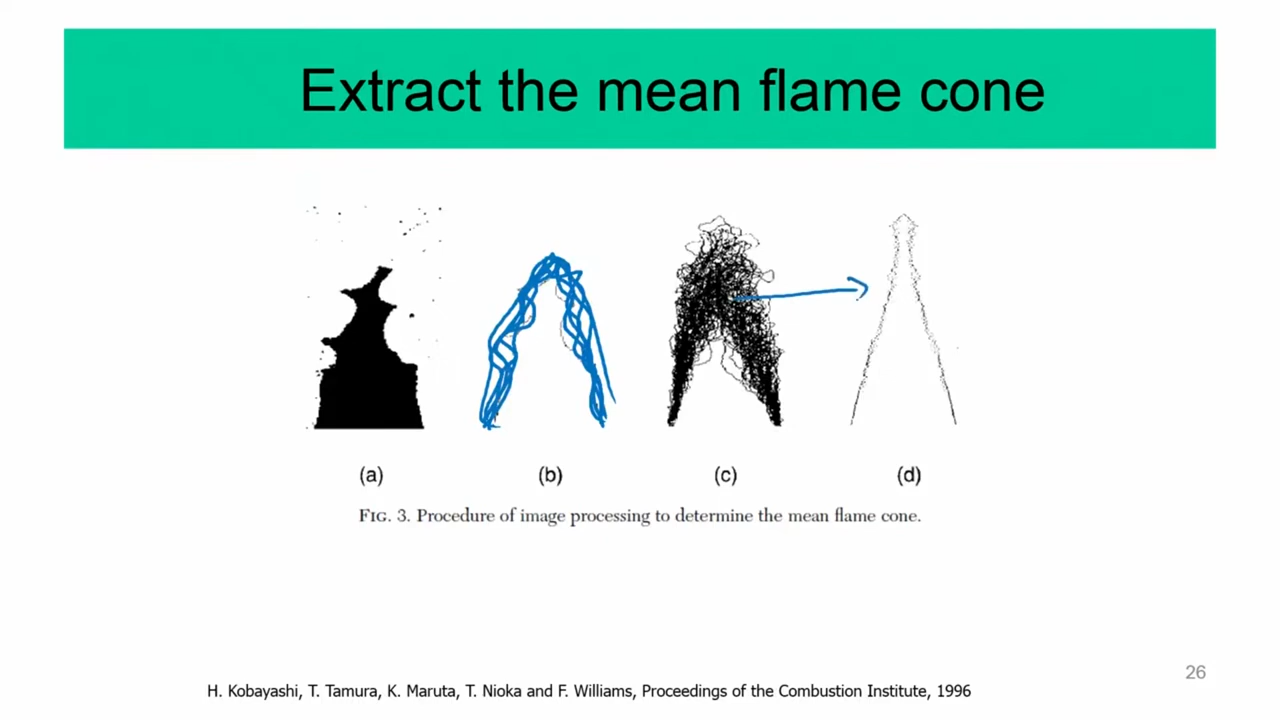 Extract the mean flame cone
(a) (b) (c) (d)
FIG. 3. Procedure of image processing to determine the mean flame cone.
26
H. Kobayashi, T. Tamura, K. Maruta, T. Nioka and F. Williams, Proceedings of the Combustion Institute, 1996